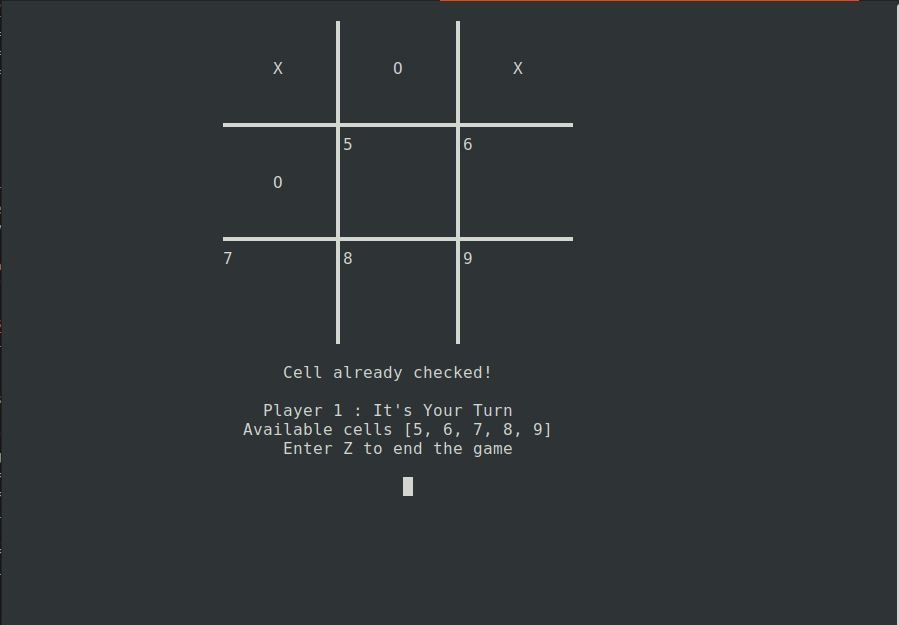 X O X
5 6
O
7 8 9
Cell already checked!
Player 1 : It's Your Turn
Available cells [5, 6, 7, 8, 9]
Enter Z to end the game